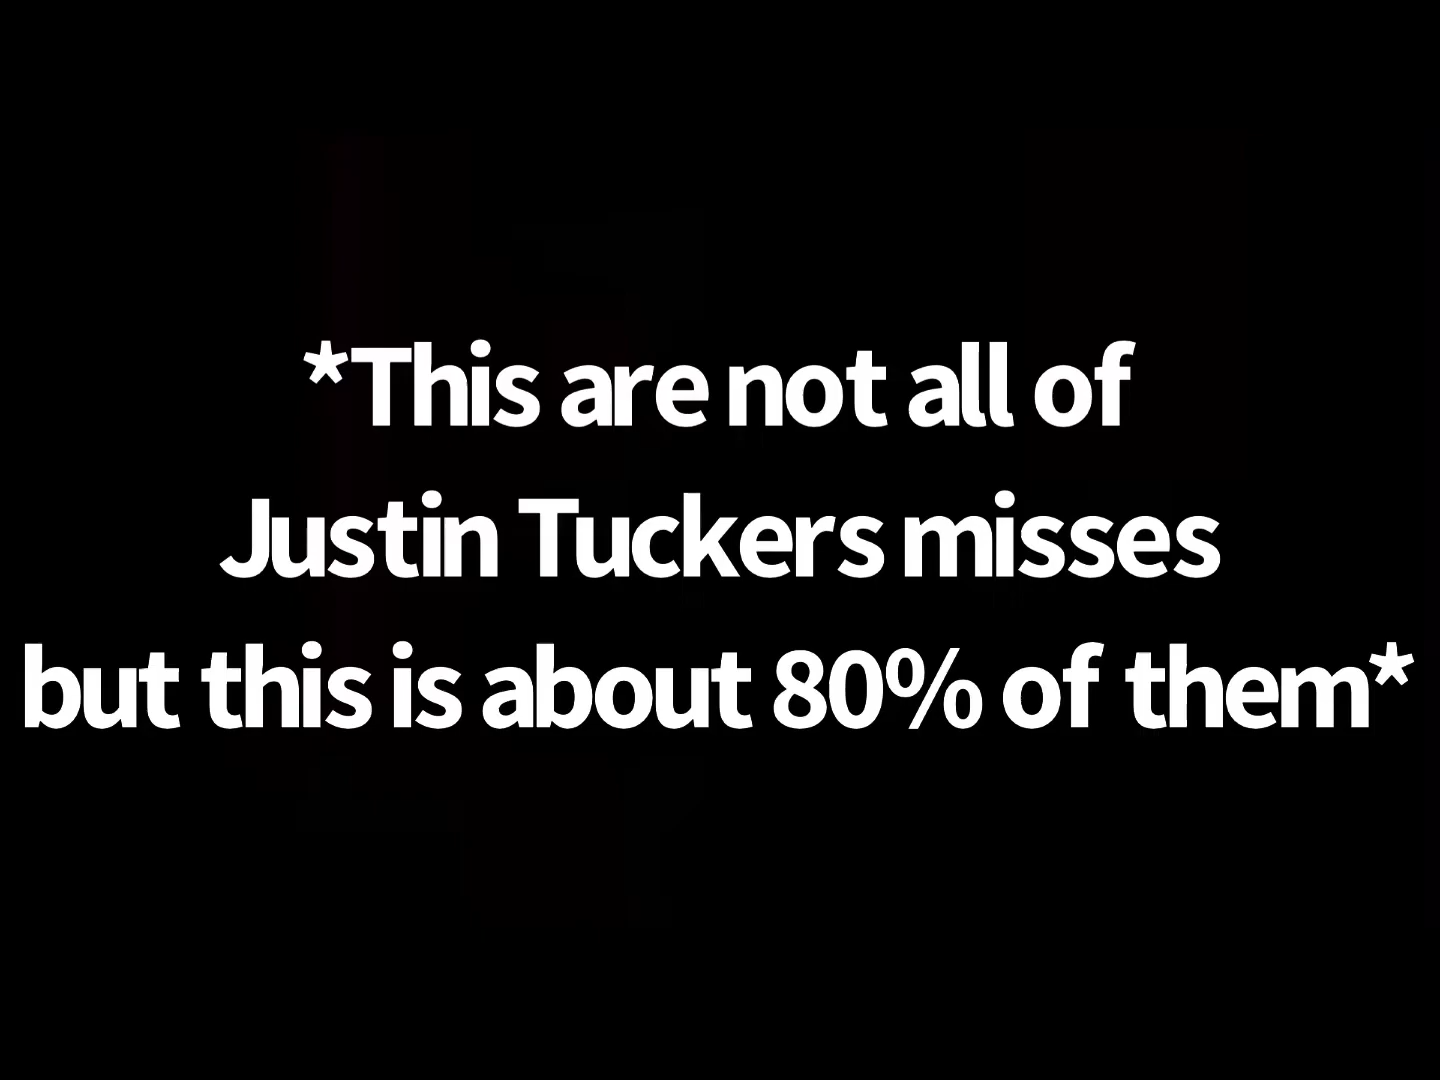 *This are not all of
Justin Tuckers misses
but this is about 80% of them*